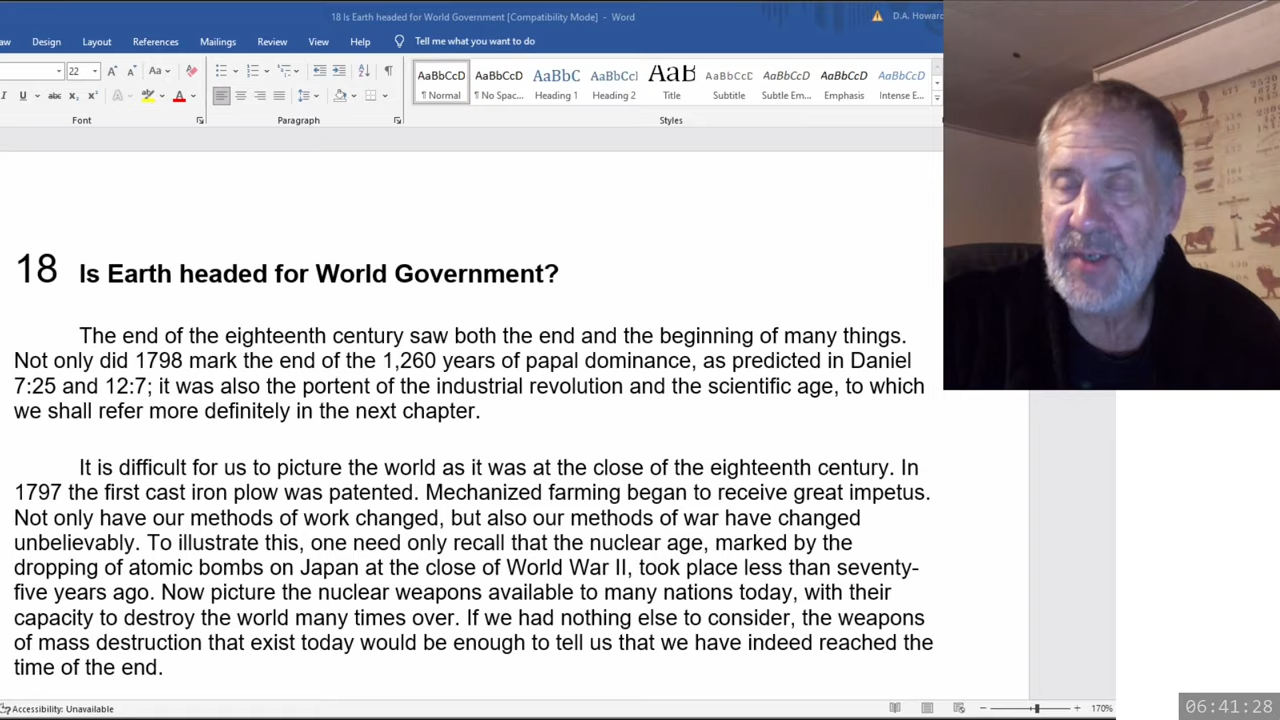 18 Is Earth headed for World Government [Compatibility Mode] - Word
D.A. Howard
aw Design Layout References Mailings Review View Help Tell me what you want to do
22 Aa
AaBbCcD AaBbCcD AaBbC AaBbCcl AaB AaBbCcD AaBbCcD AaBbCcD AaBbCcD
¶ Normal ¶ No Spac... Heading 1 Heading 2 Title Subtitle Subtle Em... Emphasis Intense E...
I U abc x₂ x² A ab A
Font Paragraph Styles
18 Is Earth headed for World Government?
The end of the eighteenth century saw both the end and the beginning of many things.
Not only did 1798 mark the end of the 1,260 years of papal dominance, as predicted in Daniel
7:25 and 12:7; it was also the portent of the industrial revolution and the scientific age, to which
we shall refer more definitely in the next chapter.
It is difficult for us to picture the world as it was at the close of the eighteenth century. In
1797 the first cast iron plow was patented. Mechanized farming began to receive great impetus.
Not only have our methods of work changed, but also our methods of war have changed
unbelievably. To illustrate this, one need only recall that the nuclear age, marked by the
dropping of atomic bombs on Japan at the close of World War II, took place less than seventy-
five years ago. Now picture the nuclear weapons available to many nations today, with their
capacity to destroy the world many times over. If we had nothing else to consider, the weapons
of mass destruction that exist today would be enough to tell us that we have indeed reached the
time of the end.
Accessibility: Unavailable
170%
06:41:28